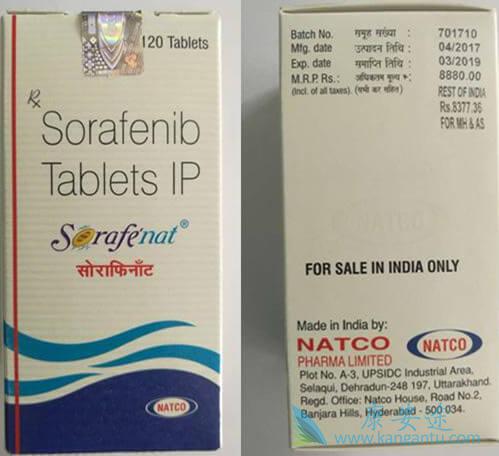 120 Tablets
Rx
Sorafenib
Tablets IP
Sorafenat®
सोराफिनॅंट
NATCO
Batch No. समूह संख्या : 701710
Mfg. date उत्पादन तिथि : 04/2017
Exp. date समाप्ति तिथि : 03/2019
M.R.P. Rs.: अधिकतम मूल्य रु.: 8880.00
(Incl. of all taxes). (सभी कर सहित) REST OF INDIA
Rs.8377.36
FOR MH & AS
FOR SALE IN INDIA ONLY
Made in India by:
NATCO
PHARMA LIMITED
NATCO
Plot No. A-3, UPSIDC Industrial Area,
Selaqui, Dehradun-248 197, Uttarakhand.
Regd. Office: Natco House, Road No.2,
Banjara Hills, Hyderabad - 500 034.
康安途
www.kangantu.com